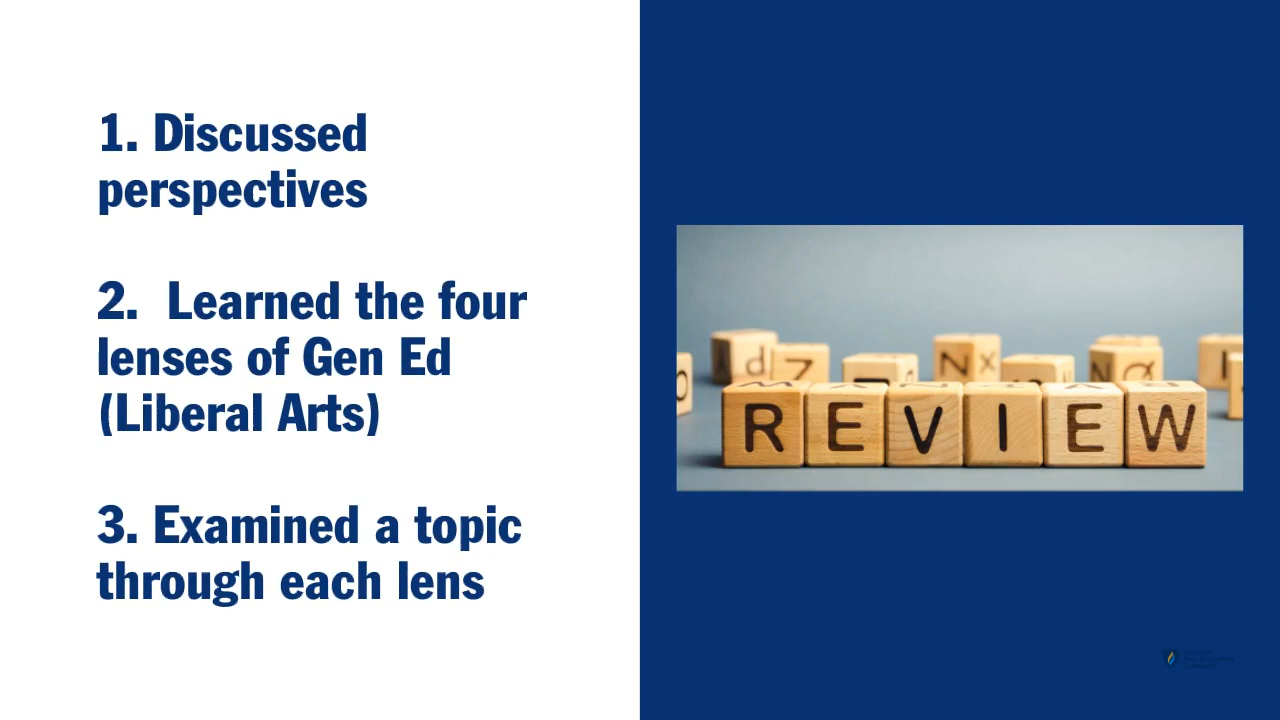 1. Discussed
perspectives
2. Learned the four
lenses of Gen Ed
(Liberal Arts)
3. Examined a topic
through each lens
REVIEW